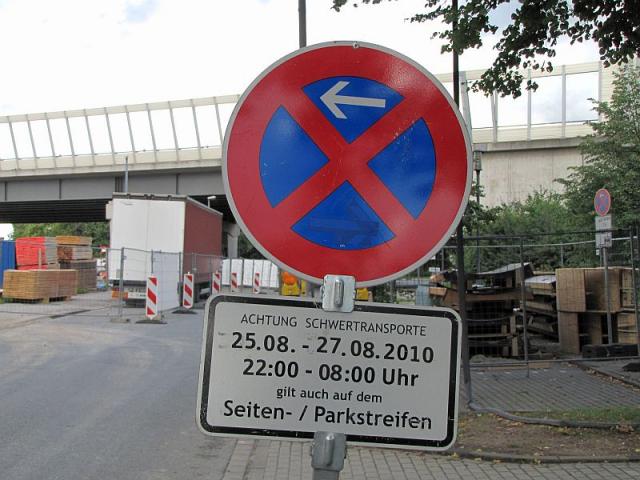 ACHTUNG SCHWERTRANSPORTE
25.08. - 27.08.2010
22:00 - 08:00 Uhr
gilt auch auf dem
Seiten- / Parkstreifen